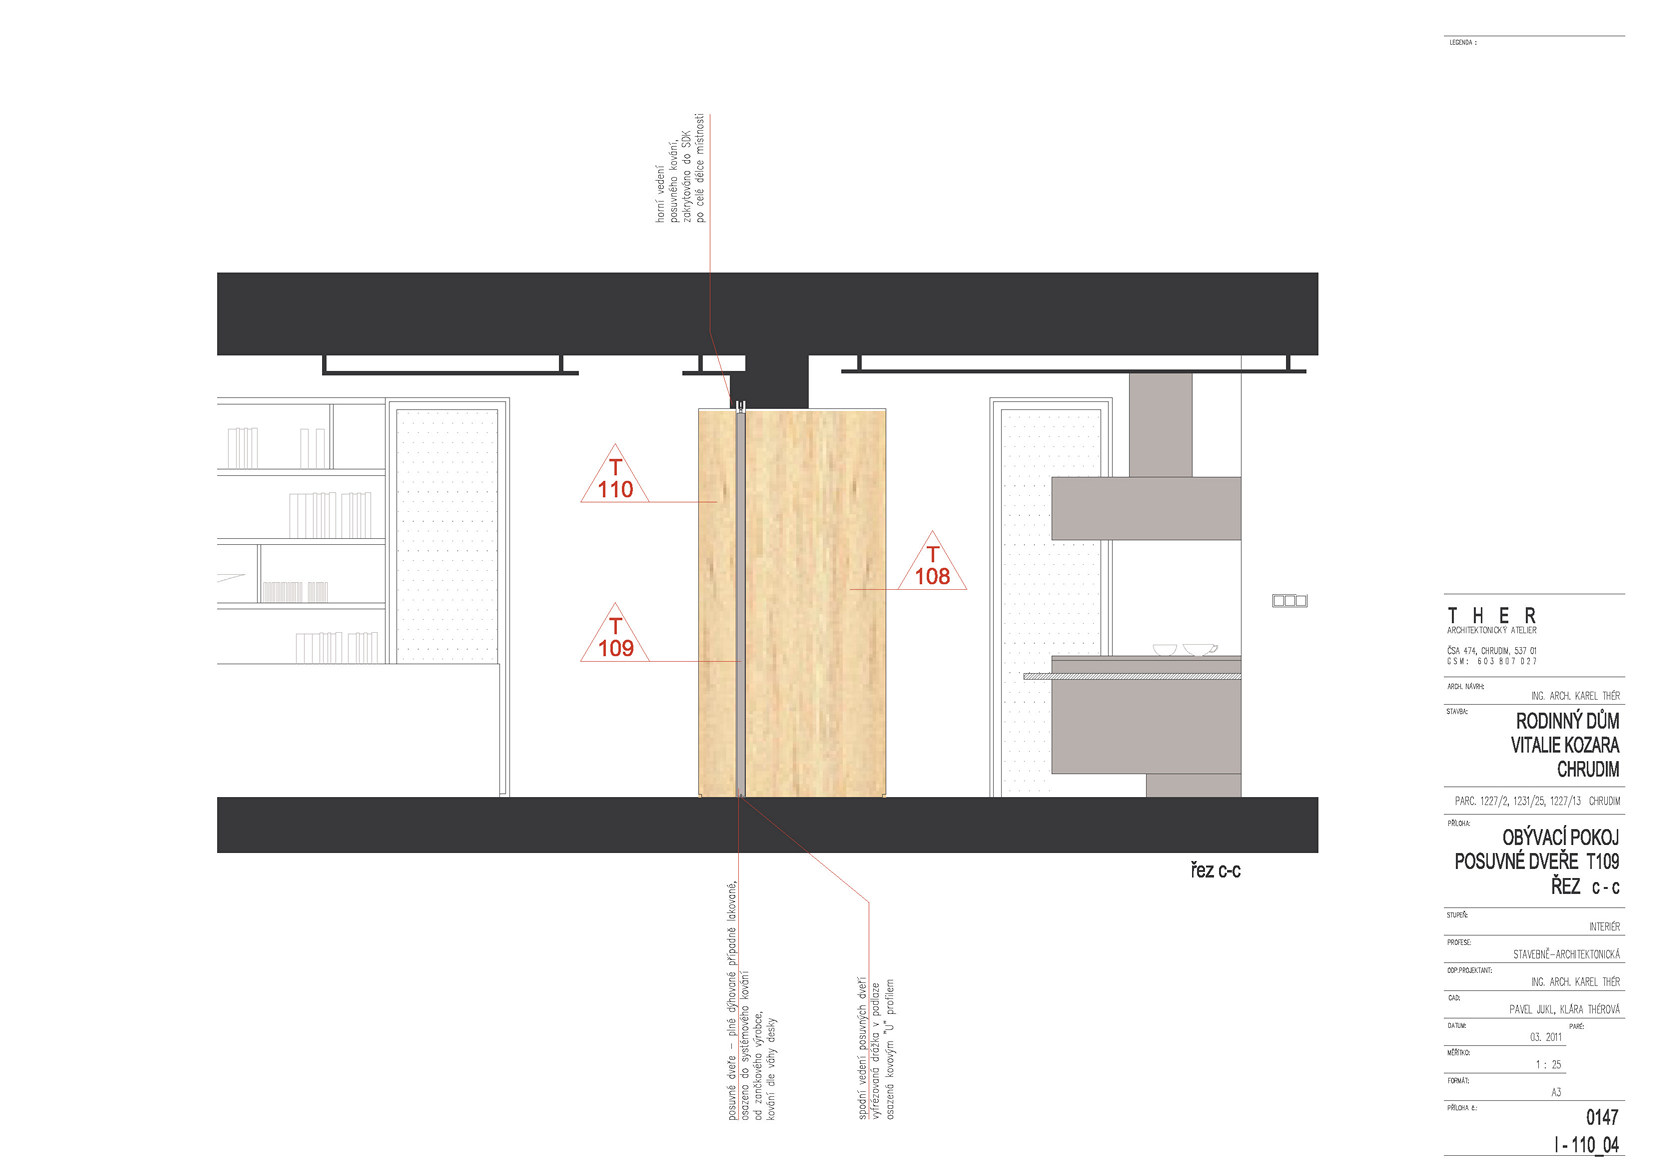 LEGENDA :
horní vedení
posuvného kování,
zakrytováno do SDK
po celé délce místnosti
T
110
T
108
T
109
řez c-c
posuvné dveře - plné dýhované případně lakované,
osazeno do systémového kování
od zančkového výrobce,
kování dle váhy desky
spodní vedení posuvných dveří
vyfrézovaná drážka v podlaze
osazená kovovým "U" profilem
T H E R
ARCHITEKTONICKÝ ATELIER
ČSA 474, CHRUDIM, 537 01
GSM: 603 807 027
ARCH. NÁVRH:
ING. ARCH. KAREL THÉR
STAVBA:
RODINNÝ DŮM
VITALIE KOZARA
CHRUDIM
PARC. 1227/2, 1231/25, 1227/13 CHRUDIM
PŘÍLOHA:
OBÝVACÍ POKOJ
POSUVNÉ DVEŘE T109
ŘEZ c - c
STUPEŇ:
INTERIÉR
PROFESE:
STAVEBNĚ-ARCHITEKTONICKÁ
ODP.PROJEKTANT:
ING. ARCH. KAREL THÉR
CAD:
PAVEL JUKL, KLÁRA THÉROVÁ
DATUM: PARÉ:
03. 2011
MĚŘÍTKO:
1 : 25
FORMÁT:
A3
PŘÍLOHA č.:
0147
I - 110_04